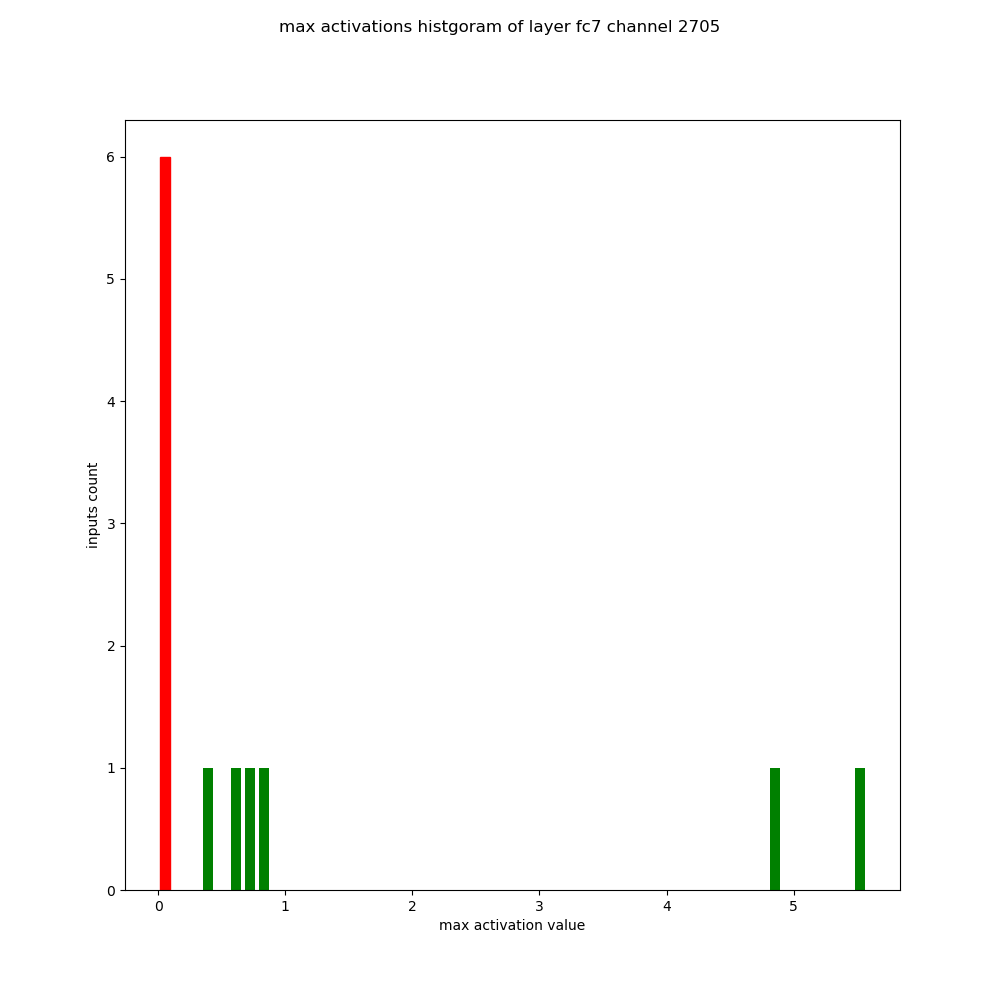 max activations histgoram of layer fc7 channel 2705
6
5
4
3
2
1
0
inputs count
0 1 2 3 4 5
max activation value